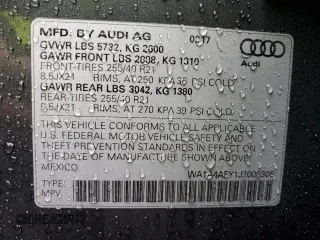 MFD. BY AUDI AG 02/17
GVWR LBS 5732, KG 2600
GAWR FRONT LBS 2888, KG 1310
FRONT-TIRES 255/40 R21
8,5JX21 RIMS, AT 250 KPA 36 PSI COLD
GAWR REAR LBS 3042, KG 1380
REAR-TIRES 255/40 R21
8,5JX21 RIMS, AT 270 KPA 39 PSI COLD
THIS VEHICLE CONFORMS TO ALL APPLICABLE
U.S. FEDERAL MOTOR VEHICLE SAFETY AND
THEFT PREVENTION STANDARDS IN EFFECT ON
THE DATE OF MANUFACTURE SHOWN ABOVE.
MEXICO
TYPE:
MPV